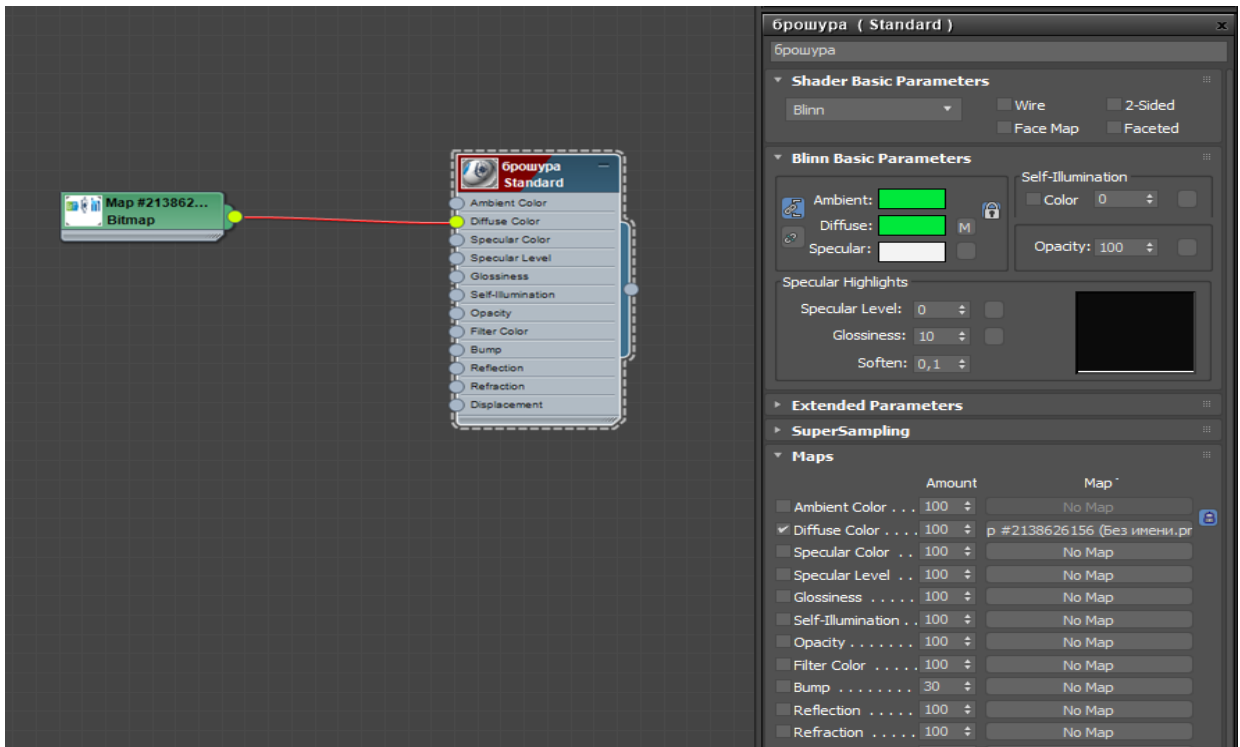 Map #213862...
Bitmap
брошура
Standard
Ambient Color
Diffuse Color
Specular Color
Specular Level
Glossiness
Self-Illumination
Opacity
Filter Color
Bump
Reflection
Refraction
Displacement
брошура ( Standard )
x
брошура
Shader Basic Parameters
Blinn
Wire
2-Sided
Face Map
Faceted
Blinn Basic Parameters
Self-Illumination
Ambient:
Color 0
Diffuse: M
Specular:
Opacity: 100
Specular Highlights
Specular Level: 0
Glossiness: 10
Soften: 0,1
Extended Parameters
SuperSampling
Maps
Amount Map
Ambient Color . . . 100 No Map
Diffuse Color . . . . 100 p #2138626156 (Без имени.pr
Specular Color . . 100 No Map
Specular Level . . 100 No Map
Glossiness . . . . . 100 No Map
Self-Illumination . . 100 No Map
Opacity . . . . . . . 100 No Map
Filter Color . . . . . 100 No Map
Bump . . . . . . . . 30 No Map
Reflection . . . . . 100 No Map
Refraction . . . . . 100 No Map